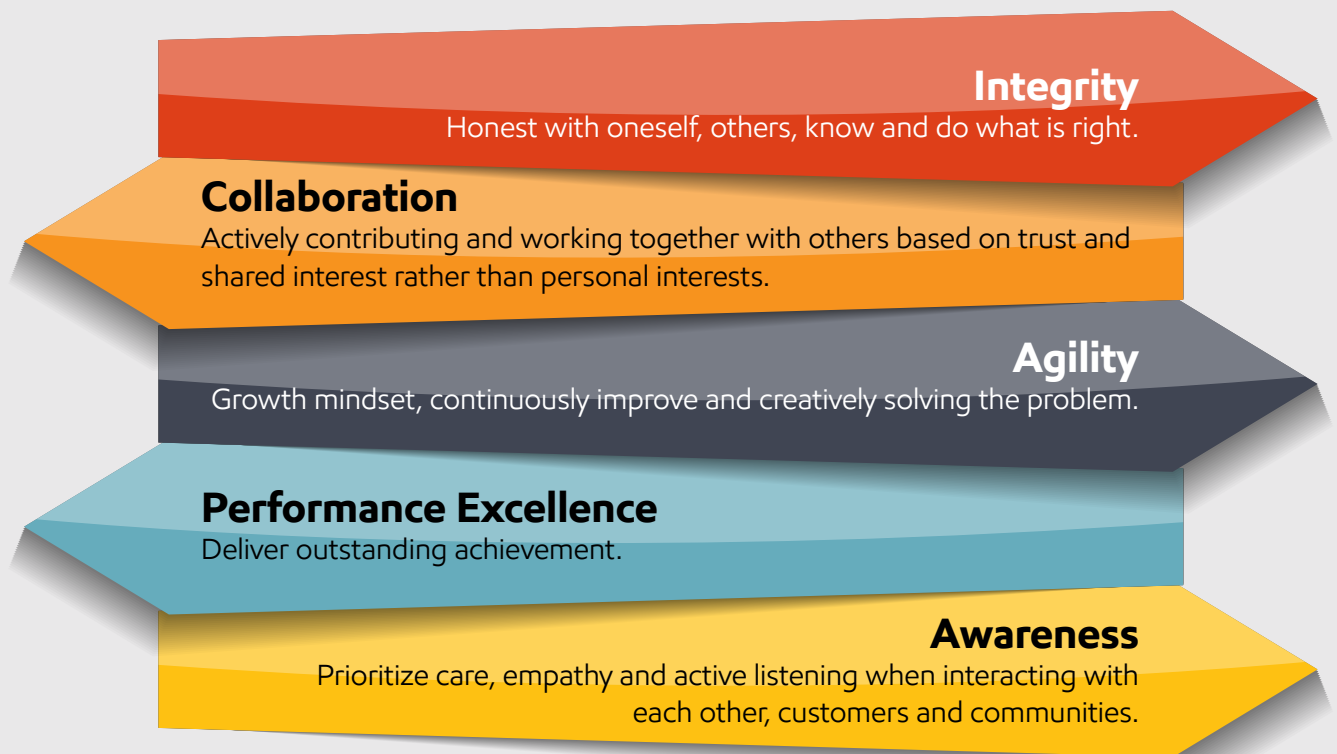 Integrity
Honest with oneself, others, know and do what is right.
Collaboration
Actively contributing and working together with others based on trust and
shared interest rather than personal interests.
Agility
Growth mindset, continuously improve and creatively solving the problem.
Performance Excellence
Deliver outstanding achievement.
Awareness
Prioritize care, empathy and active listening when interacting with
each other, customers and communities.